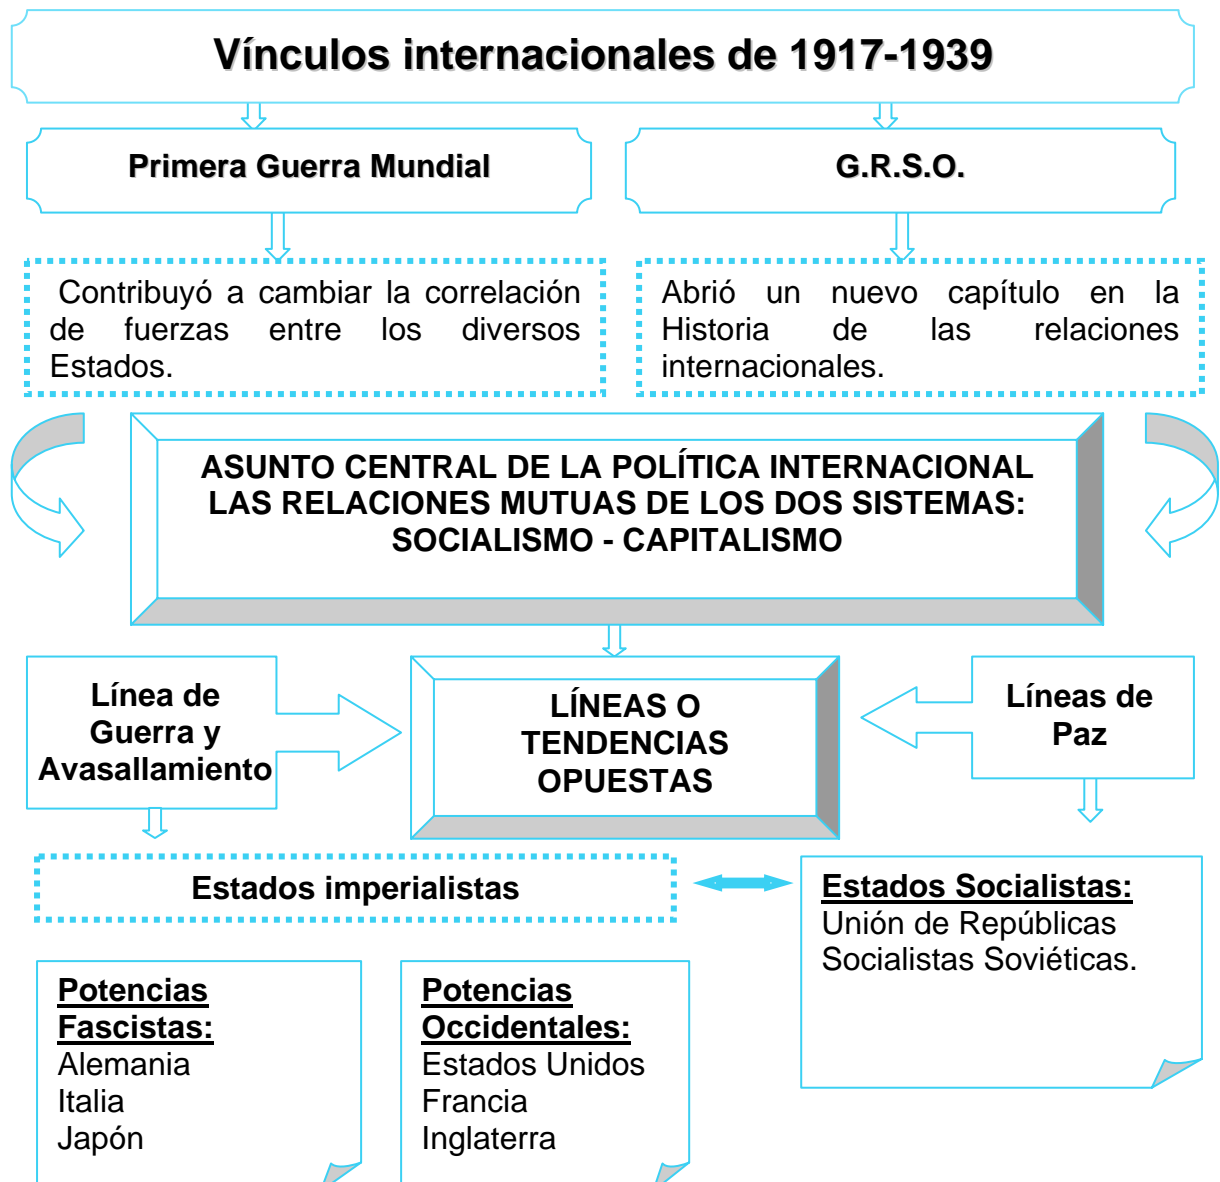 Vínculos internacionales de 1917-1939
Primera Guerra Mundial
G.R.S.O.
Contribuyó a cambiar la correlación
de fuerzas entre los diversos
Estados.
Abrió un nuevo capítulo en la
Historia de las relaciones
internacionales.
ASUNTO CENTRAL DE LA POLÍTICA INTERNACIONAL
LAS RELACIONES MUTUAS DE LOS DOS SISTEMAS:
SOCIALISMO - CAPITALISMO
Línea de
Guerra y
Avasallamiento
LÍNEAS O
TENDENCIAS
OPUESTAS
Líneas de
Paz
Estados imperialistas
Estados Socialistas:
Unión de Repúblicas
Socialistas Soviéticas.
Potencias
Fascistas:
Alemania
Italia
Japón
Potencias
Occidentales:
Estados Unidos
Francia
Inglaterra